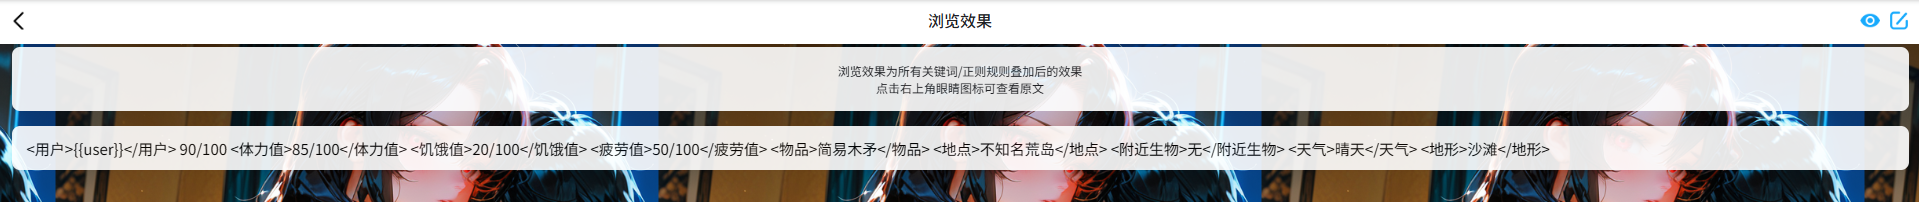 浏览效果
浏览效果为所有关键词/正则规则叠加后的效果
点击右上角眼睛图标可查看原文
<用户>{{user}}</用户> 90/100 <体力值>85/100</体力值> <饥饿值>20/100</饥饿值> <疲劳值>50/100</疲劳值> <物品>简易木矛</物品> <地点>不知名荒岛</地点> <附近生物>无</附近生物> <天气>晴天</天气> <地形>沙滩</地形>